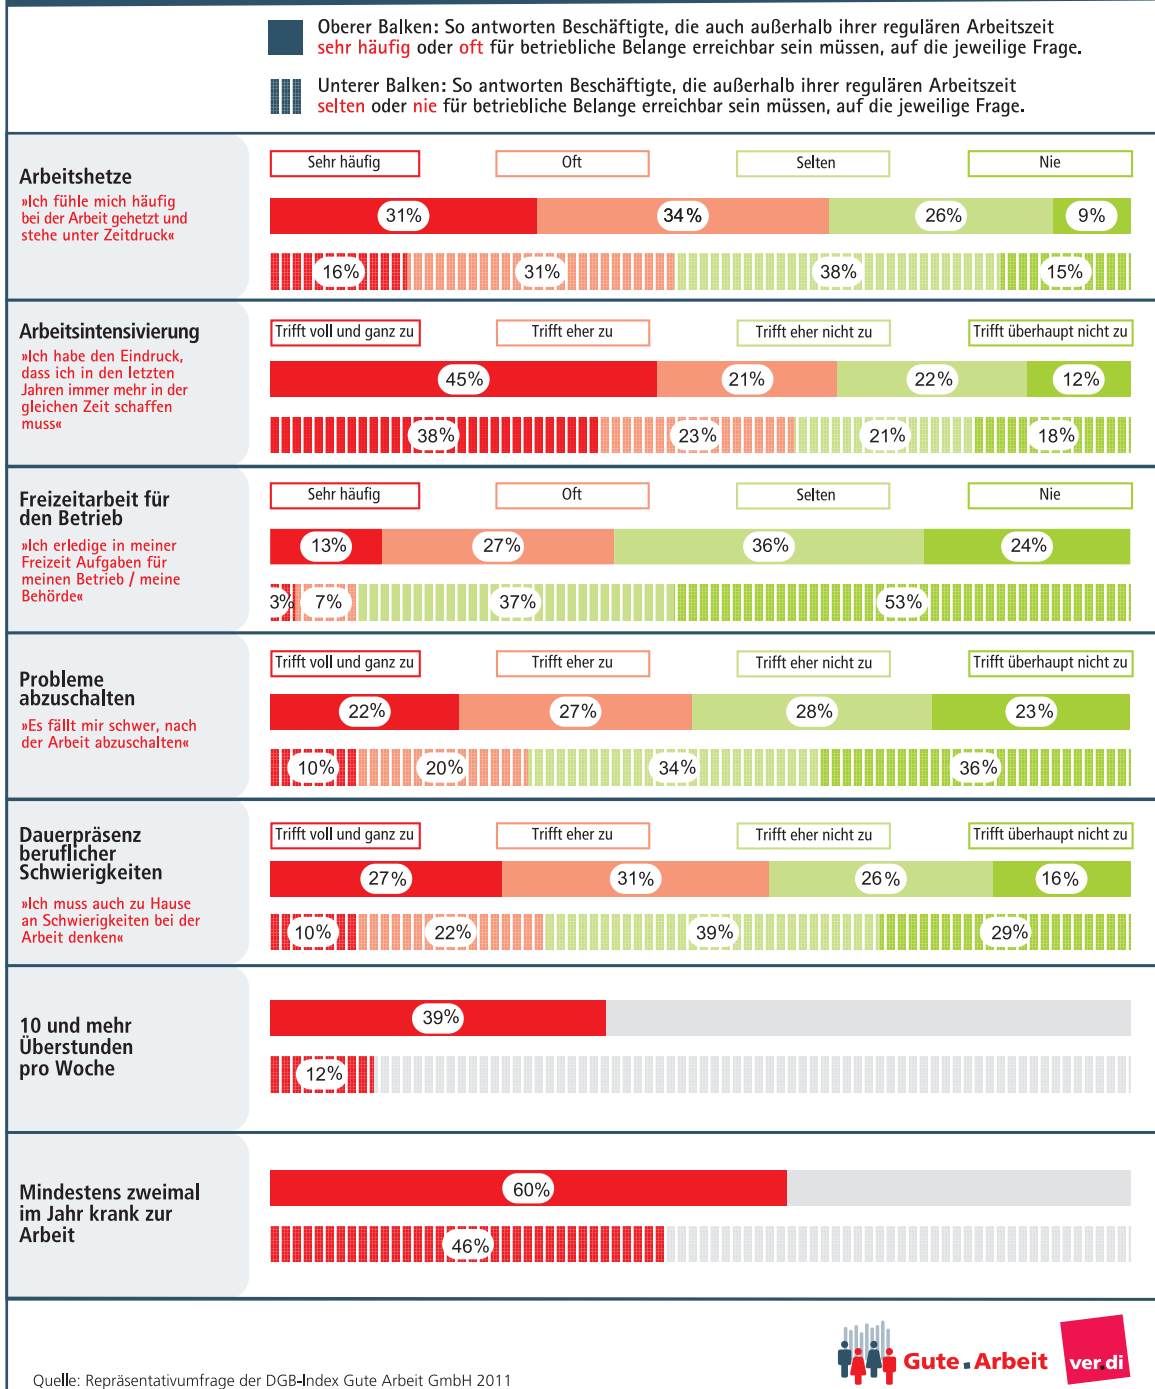 Oberer Balken: So antworten Beschäftigte, die auch außerhalb ihrer regulären Arbeitszeit
sehr häufig oder oft für betriebliche Belange erreichbar sein müssen, auf die jeweilige Frage.
Unterer Balken: So antworten Beschäftigte, die außerhalb ihrer regulären Arbeitszeit
selten oder nie für betriebliche Belange erreichbar sein müssen, auf die jeweilige Frage.
Arbeitshetze
»Ich fühle mich häufig
bei der Arbeit gehetzt und
stehe unter Zeitdruck«
Sehr häufig Oft Selten Nie
31% 34% 26% 9%
16% 31% 38% 15%
Arbeitsintensivierung
»Ich habe den Eindruck,
dass ich in den letzten
Jahren immer mehr in der
gleichen Zeit schaffen
muss«
Trifft voll und ganz zu Trifft eher zu Trifft eher nicht zu Trifft überhaupt nicht zu
45% 21% 22% 12%
38% 23% 21% 18%
Freizeitarbeit für
den Betrieb
»Ich erledige in meiner
Freizeit Aufgaben für
meinen Betrieb / meine
Behörde«
Sehr häufig Oft Selten Nie
13% 27% 36% 24%
3% 7% 37% 53%
Probleme
abzuschalten
»Es fällt mir schwer, nach
der Arbeit abzuschalten«
Trifft voll und ganz zu Trifft eher zu Trifft eher nicht zu Trifft überhaupt nicht zu
22% 27% 28% 23%
10% 20% 34% 36%
Dauerpräsenz
beruflicher
Schwierigkeiten
»Ich muss auch zu Hause
an Schwierigkeiten bei der
Arbeit denken«
Trifft voll und ganz zu Trifft eher zu Trifft eher nicht zu Trifft überhaupt nicht zu
27% 31% 26% 16%
10% 22% 39% 29%
10 und mehr
Überstunden
pro Woche
39%
12%
Mindestens zweimal
im Jahr krank zur
Arbeit
60%
46%
Gute.Arbeit
ver.di
Quelle: Repräsentativumfrage der DGB-Index Gute Arbeit GmbH 2011